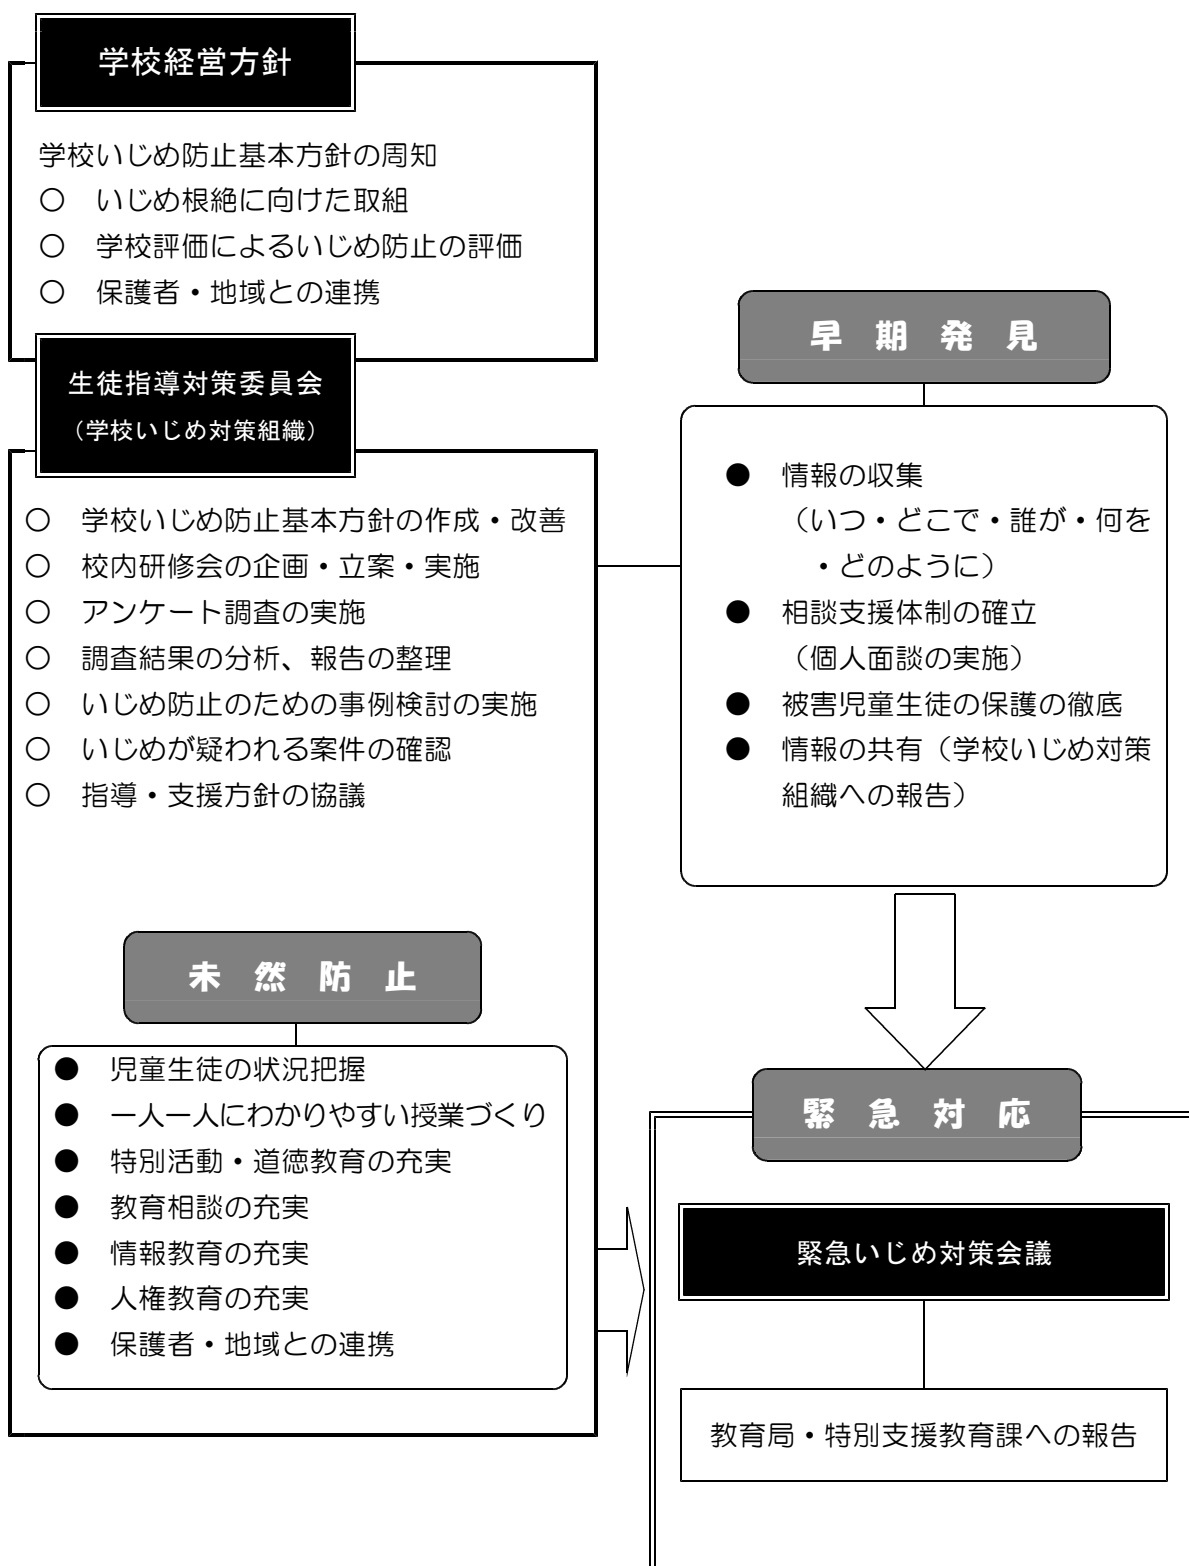 学校経営方針
学校いじめ防止基本方針の周知
○ いじめ根絶に向けた取組
○ 学校評価によるいじめ防止の評価
○ 保護者・地域との連携
生徒指導対策委員会
(学校いじめ対策組織)
○ 学校いじめ防止基本方針の作成・改善
○ 校内研修会の企画・立案・実施
○ アンケート調査の実施
○ 調査結果の分析、報告の整理
○ いじめ防止のための事例検討の実施
○ いじめが疑われる案件の確認
○ 指導・支援方針の協議
未然防止
● 児童生徒の状況把握
● 一人一人にわかりやすい授業づくり
● 特別活動・道徳教育の充実
● 教育相談の充実
● 情報教育の充実
● 人権教育の充実
● 保護者・地域との連携
早期発見
● 情報の収集
(いつ・どこで・誰が・何を
・どのように)
● 相談支援体制の確立
(個人面談の実施)
● 被害児童生徒の保護の徹底
● 情報の共有(学校いじめ対策
組織への報告)
緊急対応
緊急いじめ対策会議
教育局・特別支援教育課への報告